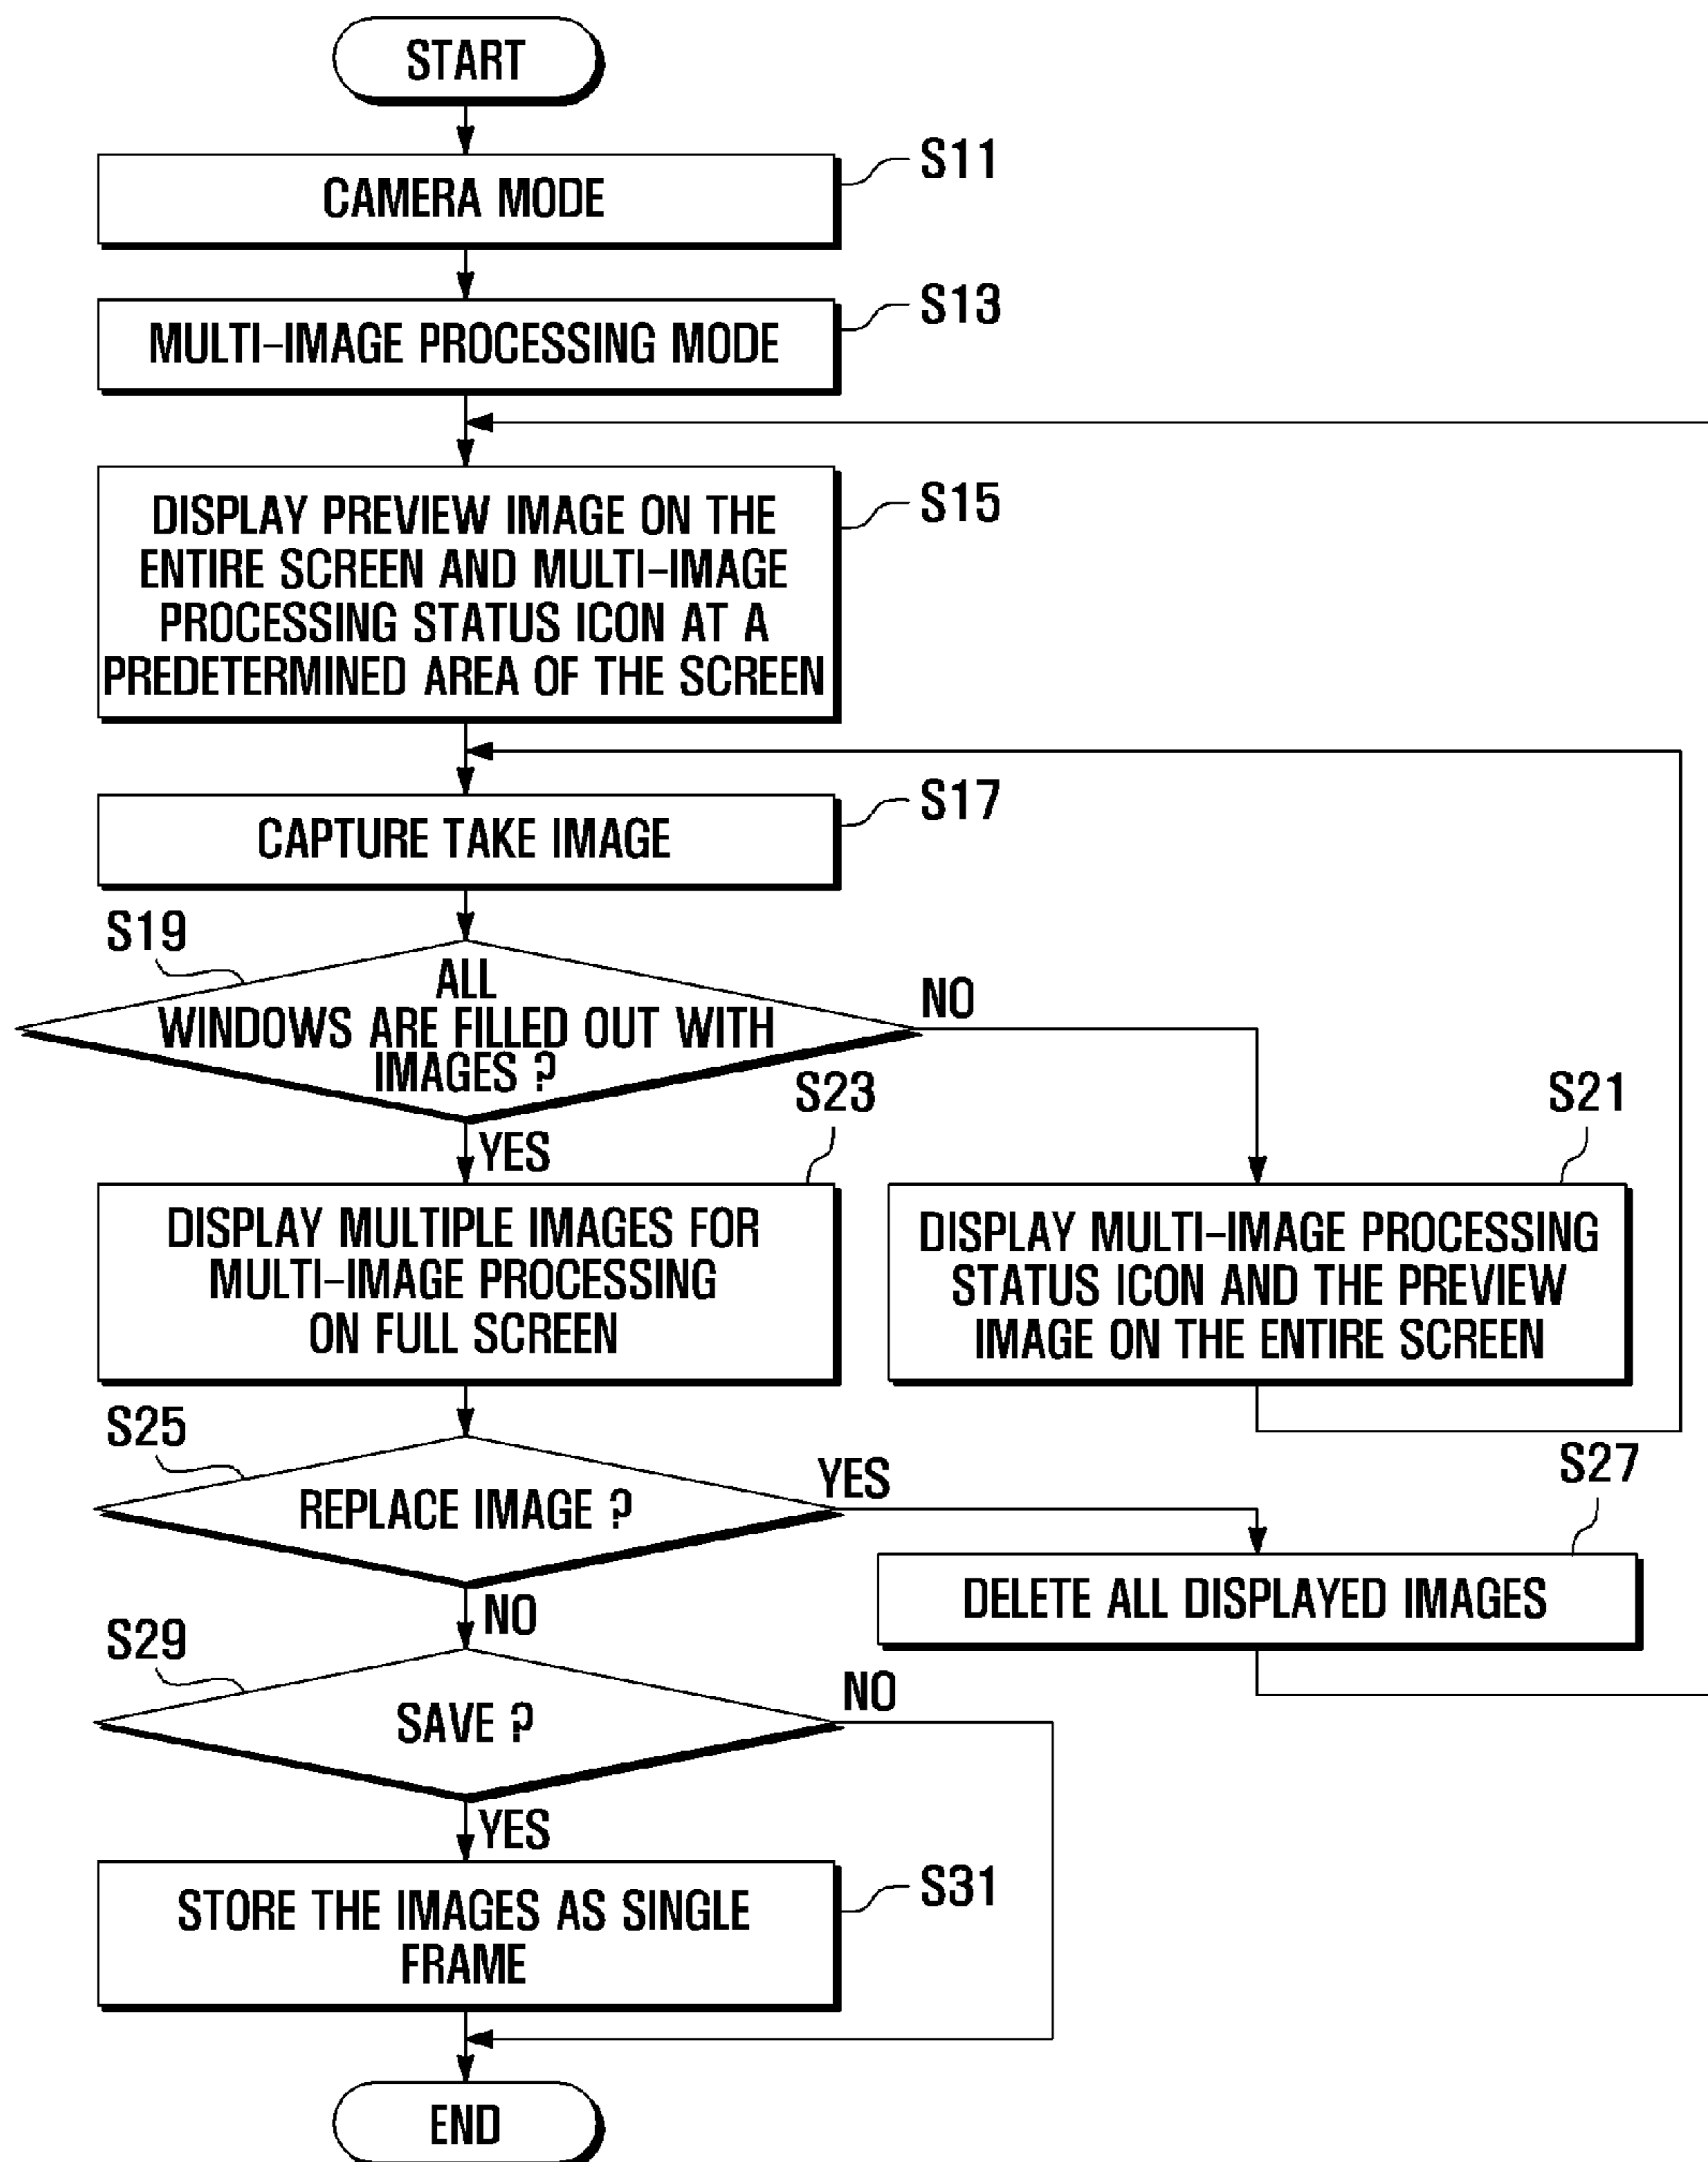 START
CAMERA MODE
S11
MULTI-IMAGE PROCESSING MODE
S13
DISPLAY PREVIEW IMAGE ON THE
ENTIRE SCREEN AND MULTI-IMAGE
PROCESSING STATUS ICON AT A
PREDETERMINED AREA OF THE SCREEN
S15
CAPTURE TAKE IMAGE
S17
S19
ALL
WINDOWS ARE FILLED OUT WITH
IMAGES ?
NO
YES
S23
DISPLAY MULTIPLE IMAGES FOR
MULTI-IMAGE PROCESSING
ON FULL SCREEN
S21
DISPLAY MULTI-IMAGE PROCESSING
STATUS ICON AND THE PREVIEW
IMAGE ON THE ENTIRE SCREEN
S25
REPLACE IMAGE ?
YES
S27
DELETE ALL DISPLAYED IMAGES
NO
S29
SAVE ?
NO
YES
STORE THE IMAGES AS SINGLE
FRAME
S31
END